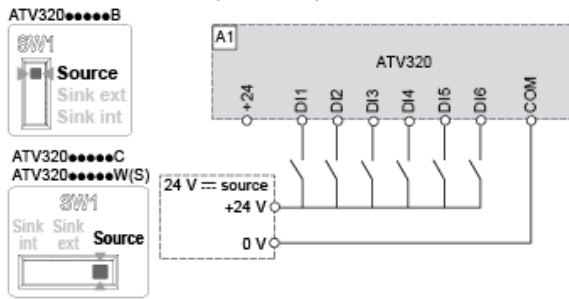 ATV320●●●●●B
SW1
Source
Sink ext
Sink int
ATV320●●●●●C
ATV320●●●●●W(S)
SW1
Sink int
Sink ext
Source
A1
ATV320
+24
DI1
DI2
DI3
DI4
DI5
DI6
COM
24 V ⎓ source
+24 V
0 V